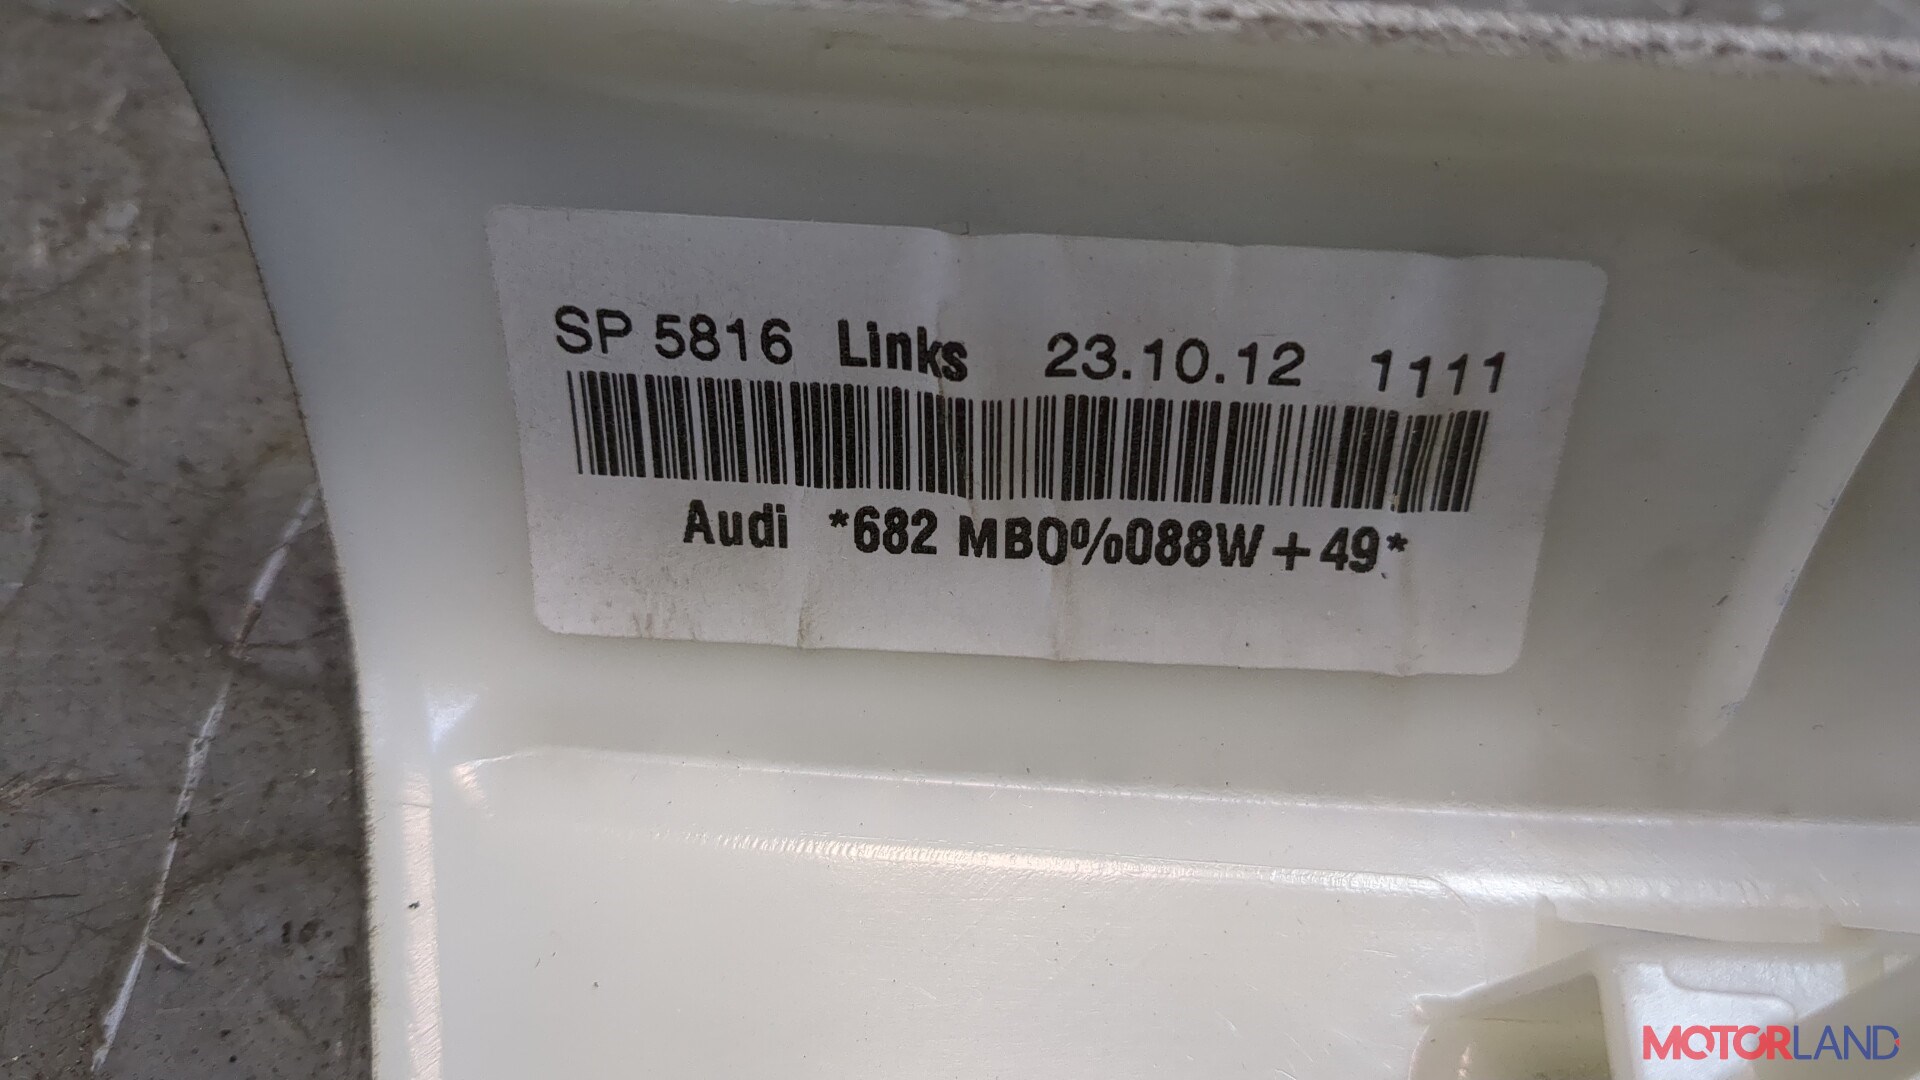 SP 5816 Links 23.10.12 1111
Audi *682 MB0%088W+49*
MOTORLAND